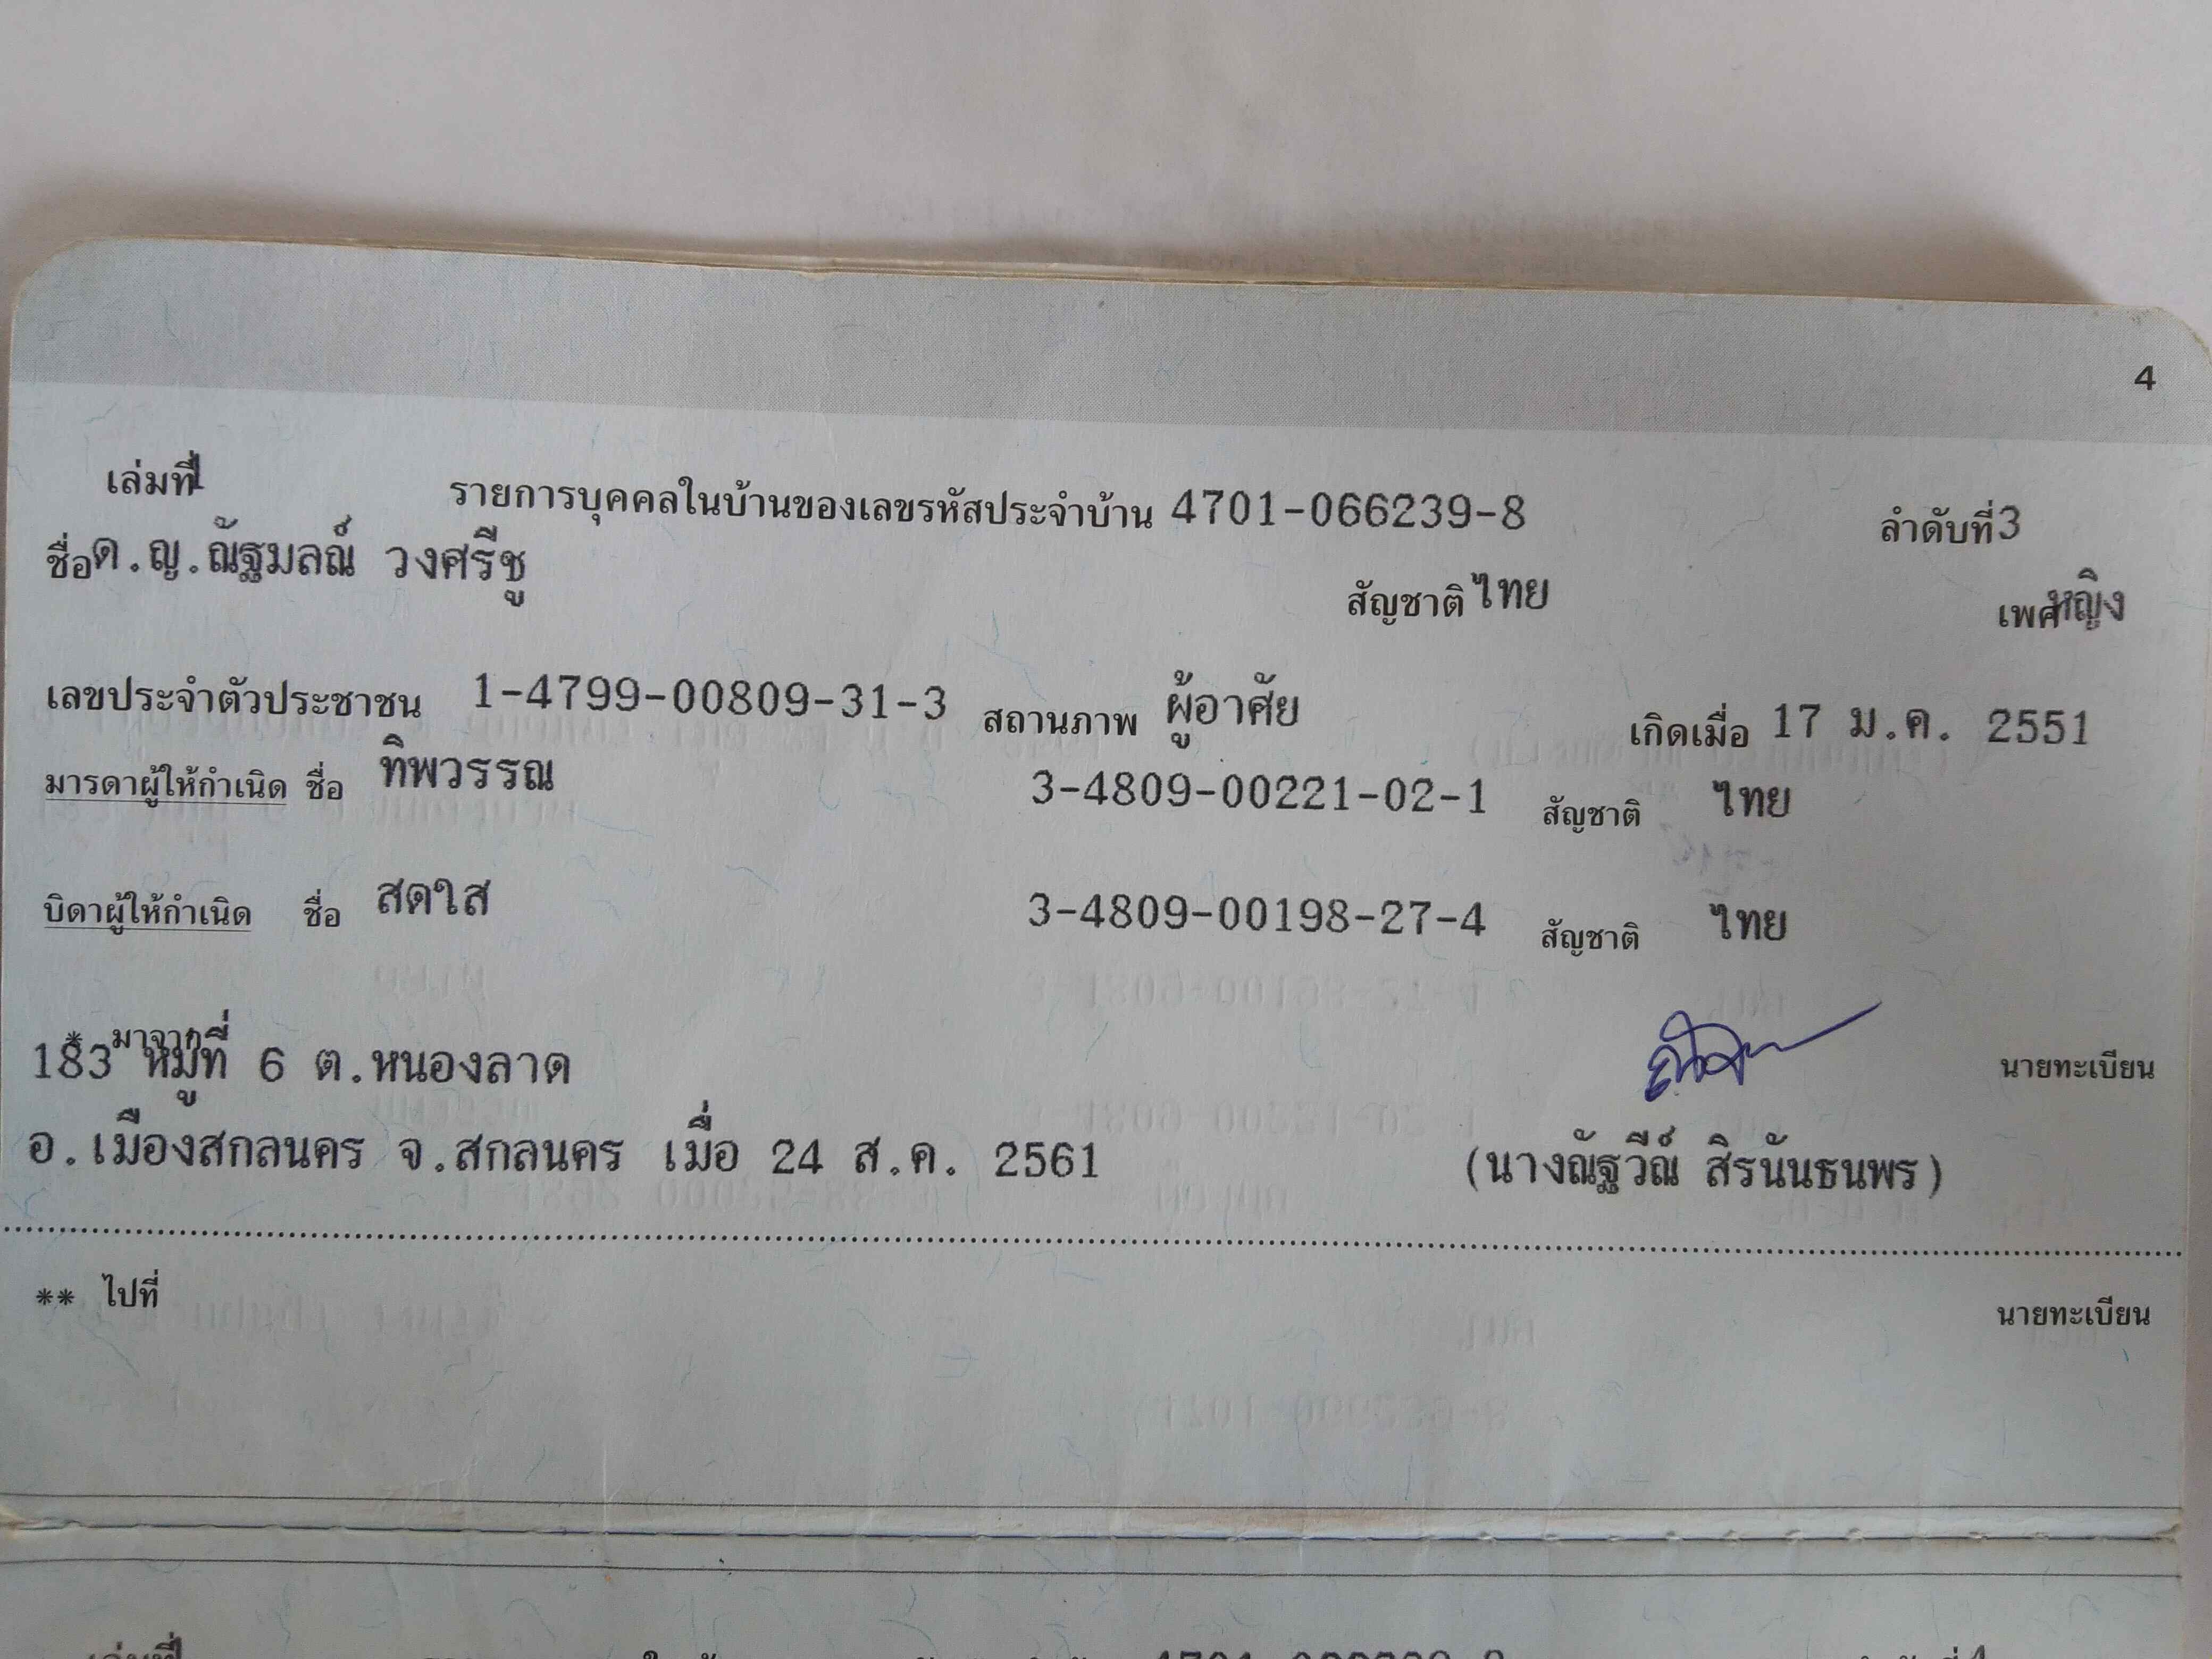 4
เล่มที่ 1 รายการบุคคลในบ้านของเลขรหัสประจำบ้าน 4701-066239-8 ลำดับที่ 3
ชื่อ ด.ญ.ณัฐมลณ์ วงศรีชู สัญชาติ ไทย เพศ หญิง
เลขประจำตัวประชาชน 1-4799-00809-31-3 สถานภาพ ผู้อาศัย เกิดเมื่อ 17 ม.ค. 2551
มารดาผู้ให้กำเนิด ชื่อ ทิพวรรณ 3-4809-00221-02-1 สัญชาติ ไทย
บิดาผู้ให้กำเนิด ชื่อ สดใส 3-4809-00198-27-4 สัญชาติ ไทย
* มาจาก
183 หมู่ที่ 6 ต.หนองลาด นายทะเบียน
อ.เมืองสกลนคร จ.สกลนคร เมื่อ 24 ส.ค. 2561 (นางณัฐวีณ์ สิรนันธนพร)
** ไปที่ นายทะเบียน